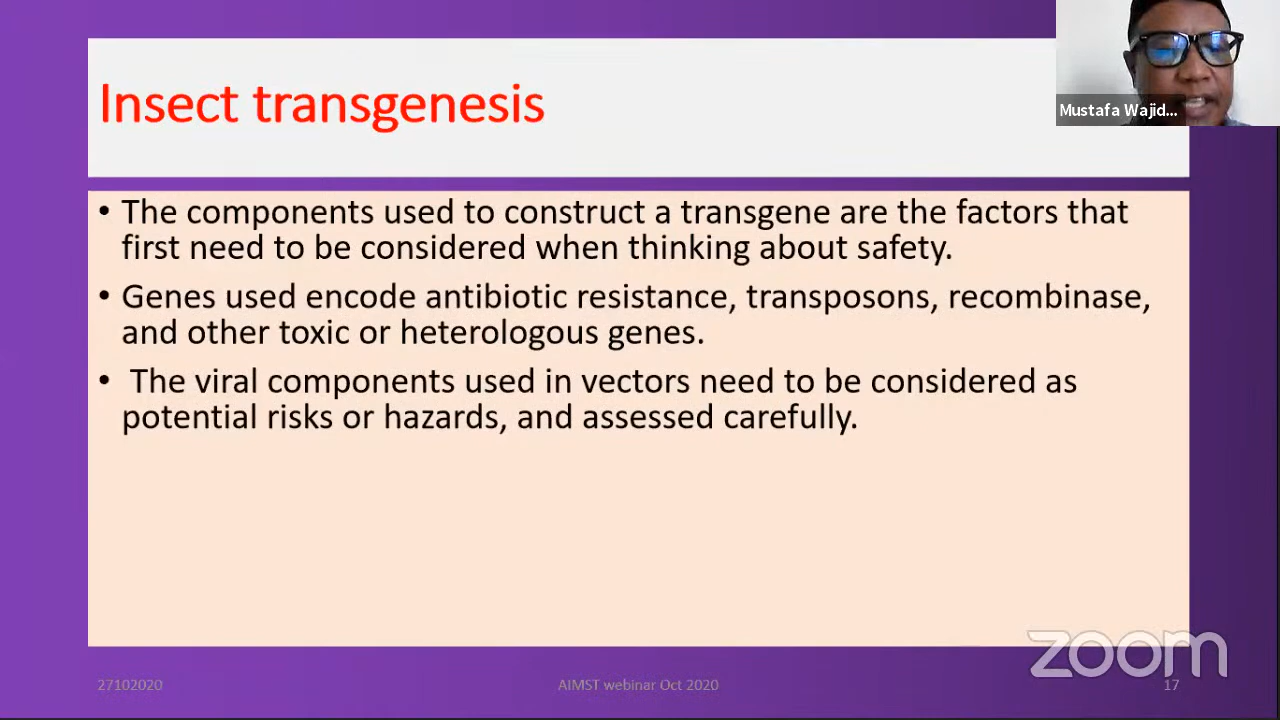 Insect transgenesis
Mustafa Wajid...
• The components used to construct a transgene are the factors that
first need to be considered when thinking about safety.
• Genes used encode antibiotic resistance, transposons, recombinase,
and other toxic or heterologous genes.
• The viral components used in vectors need to be considered as
potential risks or hazards, and assessed carefully.
zoom
27102020
AIMST webinar Oct 2020
17